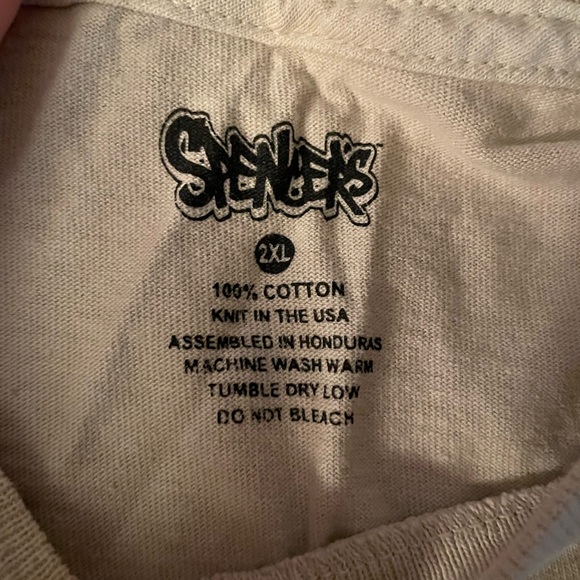 SPENCER'S™
2XL
100% COTTON
KNIT IN THE USA
ASSEMBLED IN HONDURAS
MACHINE WASH WARM
TUMBLE DRY LOW
DO NOT BLEACH